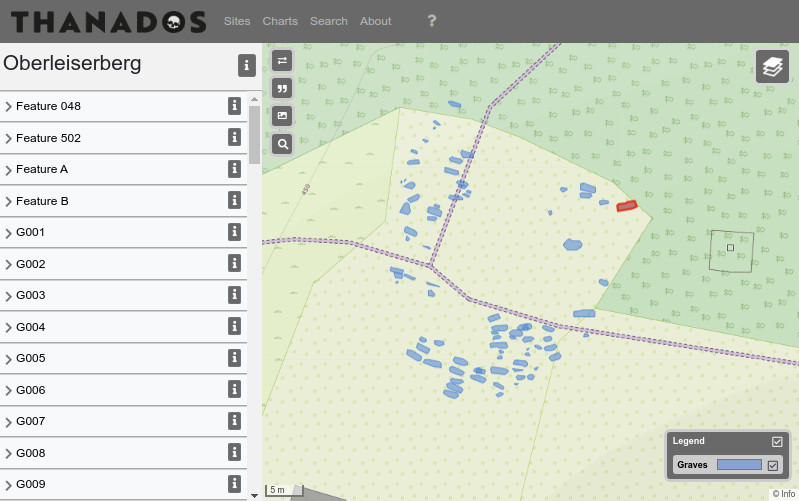 THANADOS Sites Charts Search About ?
Oberleiserberg
Feature 048
Feature 502
Feature A
Feature B
G001
G002
G003
G004
G005
G006
G007
G008
G009
450
Legend
Graves
5 m
© Info